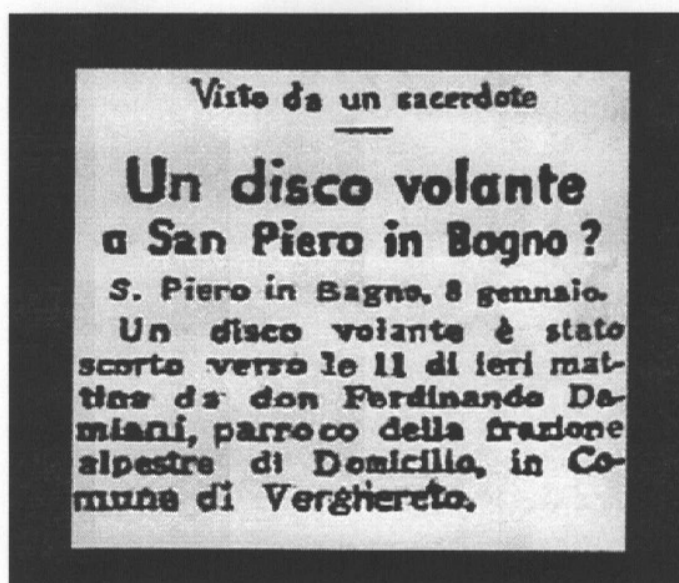 Visto da un sacerdote
Un disco volante
a San Piero in Bagno?
S. Piero in Bagno, 8 gennaio.
Un disco volante è stato
scorto verso le 11 di ieri mat-
tina da don Ferdinando Da-
miani, parroco della frazione
alpestre di Domicilio, in Co-
mune di Verghereto.